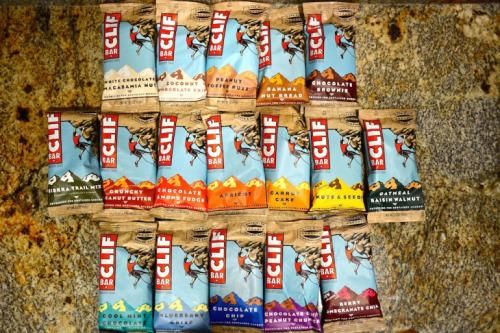 CLIF BAR
WHITE CHOCOLATE
MACADAMIA NUT
CLIF BAR
COCONUT
CHOCOLATE CHIP
CLIF BAR
PEANUT
TOFFEE BUZZ
CLIF BAR
BANANA
NUT BREAD
CLIF BAR
CHOCOLATE
BROWNIE
CLIF BAR
SIERRA TRAIL MIX
CLIF BAR
CRUNCHY
PEANUT BUTTER
CLIF BAR
CHOCOLATE
ALMOND FUDGE
CLIF BAR
APRICOT
CLIF BAR
CARROT
CAKE
CLIF BAR
NUTS & SEEDS
CLIF BAR
OATMEAL
RAISIN WALNUT
CLIF BAR
COOL MINT
CHOCOLATE
CLIF BAR
BLUEBERRY
CRISP
CLIF BAR
CHOCOLATE
CHIP
CLIF BAR
CHOCOLATE CHIP
PEANUT CRUNCH
CLIF BAR
BERRY
POMEGRANATE CHIA